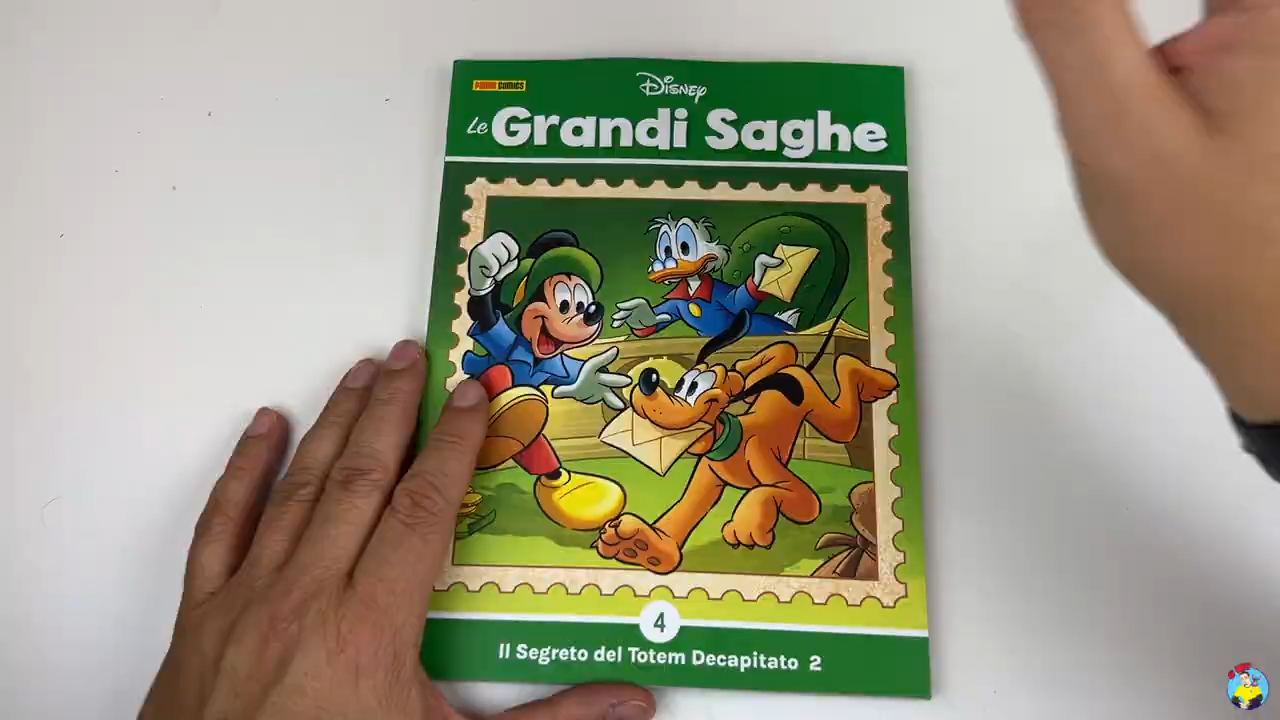 PANINI COMICS
Disney
Le Grandi Saghe
4
Il Segreto del Totem Decapitato 2